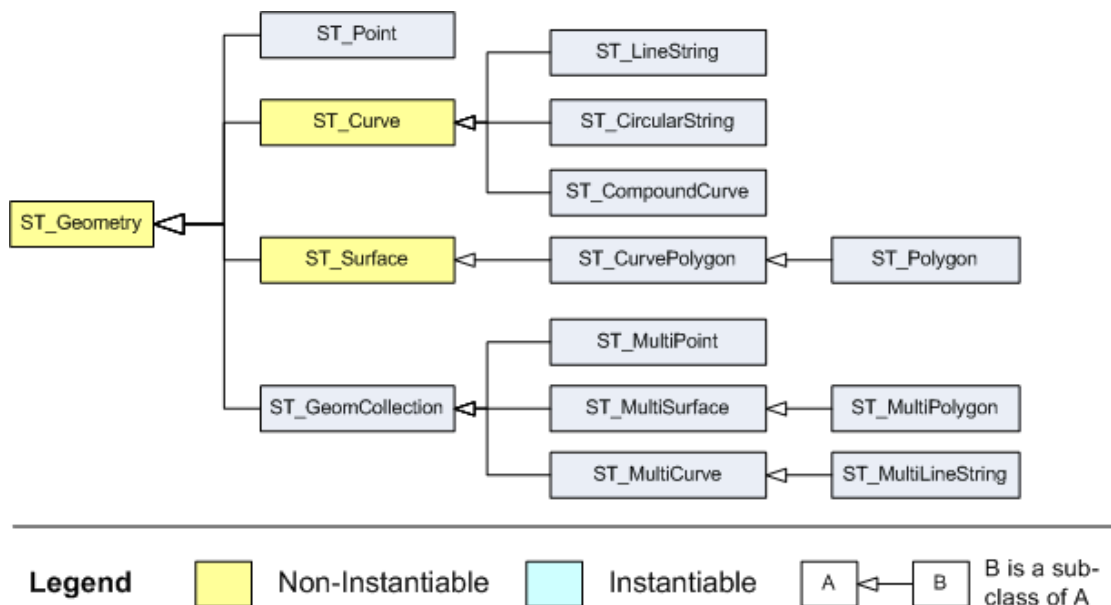 ST_Point
ST_LineString
ST_Curve
ST_CircularString
ST_CompoundCurve
ST_Geometry
ST_Surface
ST_CurvePolygon
ST_Polygon
ST_MultiPoint
ST_GeomCollection
ST_MultiSurface
ST_MultiPolygon
ST_MultiCurve
ST_MultiLineString
Legend
Non-Instantiable
Instantiable
A
B
B is a sub-
class of A